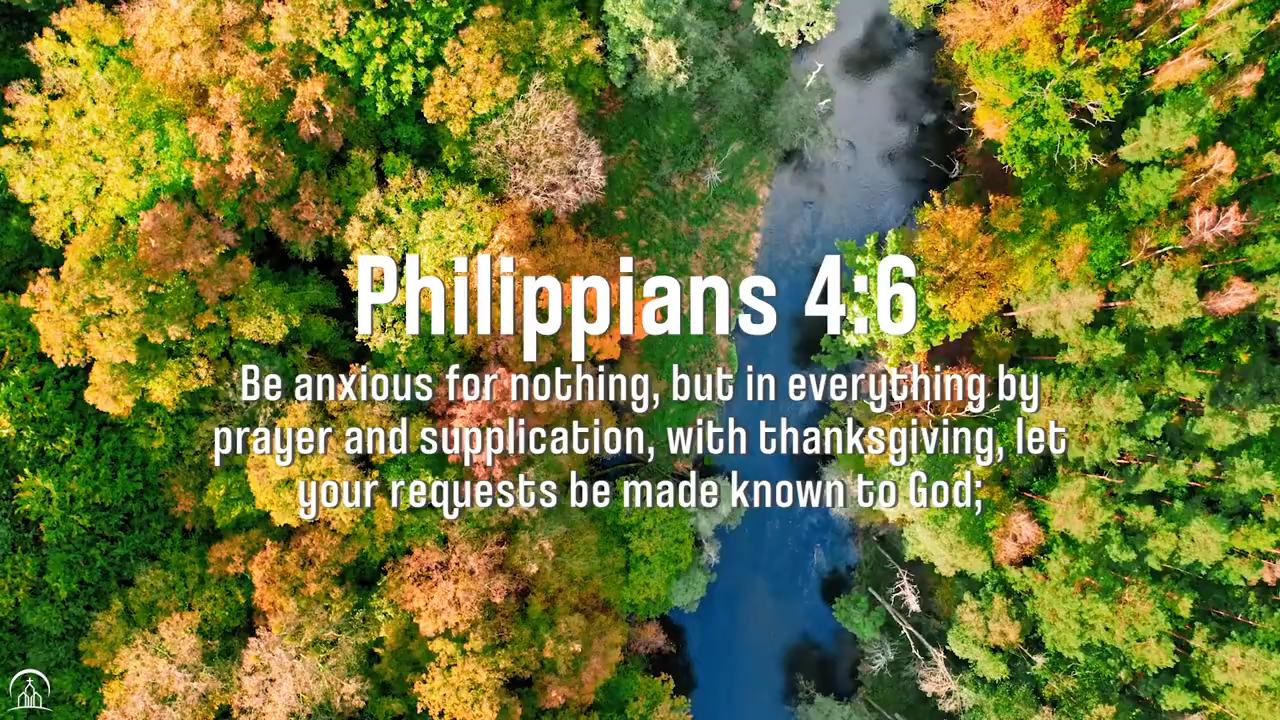 Philippians 4:6
Be anxious for nothing, but in everything by
prayer and supplication, with thanksgiving, let
your requests be made known to God;